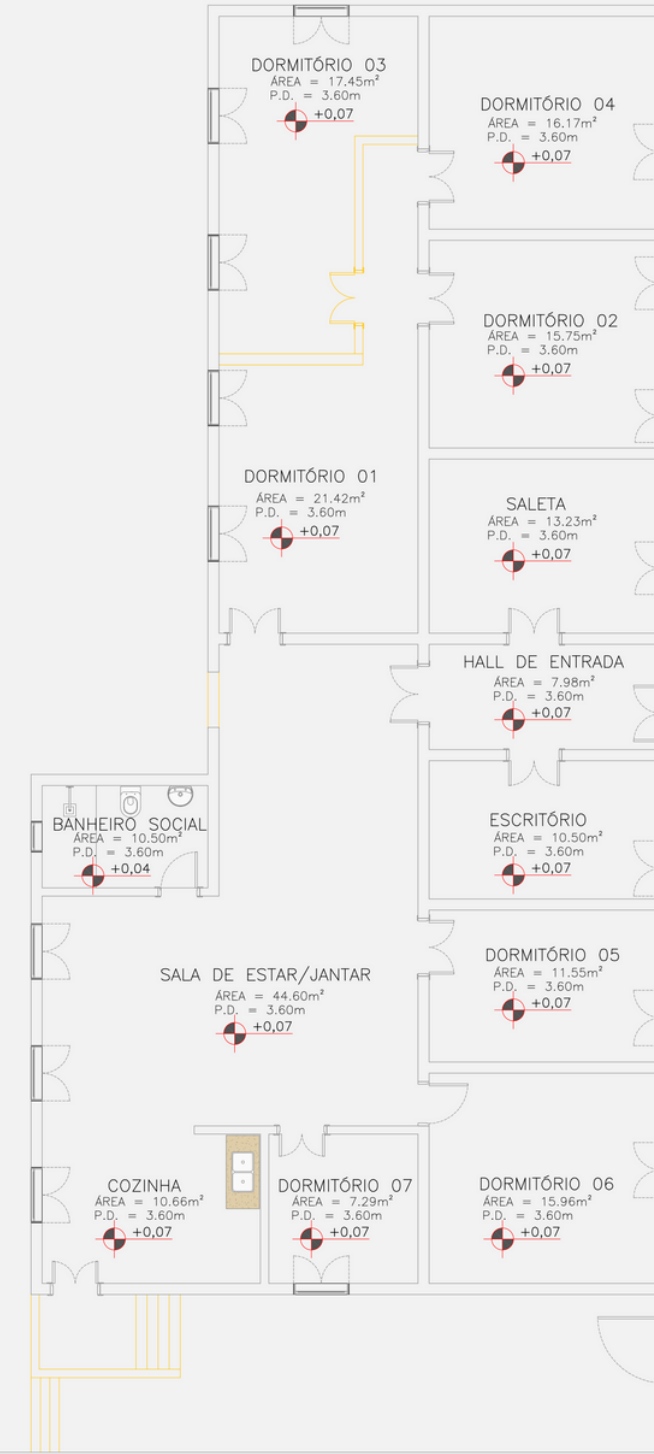 DORMITÓRIO 03
ÁREA = 17.45m²
P.D. = 3.60m
+0,07
DORMITÓRIO 04
ÁREA = 16.17m²
P.D. = 3.60m
+0,07
DORMITÓRIO 02
ÁREA = 15.75m²
P.D. = 3.60m
+0,07
DORMITÓRIO 01
ÁREA = 21.42m²
P.D. = 3.60m
+0,07
SALETA
ÁREA = 13.23m²
P.D. = 3.60m
+0,07
HALL DE ENTRADA
ÁREA = 7.98m²
P.D. = 3.60m
+0,07
BANHEIRO SOCIAL
ÁREA = 10.50m²
P.D. = 3.60m
+0,04
ESCRITÓRIO
ÁREA = 10.50m²
P.D. = 3.60m
+0,07
SALA DE ESTAR/JANTAR
ÁREA = 44.60m²
P.D. = 3.60m
+0,07
DORMITÓRIO 05
ÁREA = 11.55m²
P.D. = 3.60m
+0,07
COZINHA
ÁREA = 10.66m²
P.D. = 3.60m
+0,07
DORMITÓRIO 07
ÁREA = 7.29m²
P.D. = 3.60m
+0,07
DORMITÓRIO 06
ÁREA = 15.96m²
P.D. = 3.60m
+0,07